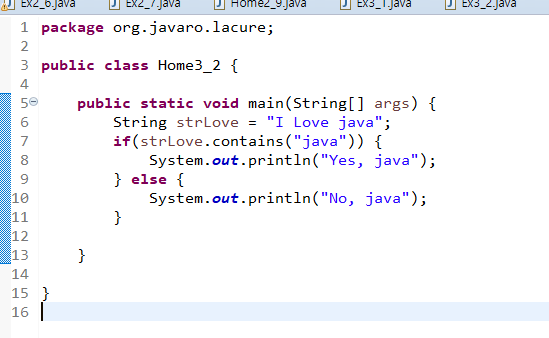 Ex2_6.java Ex2_7.java Home2_9.java Ex3_1.java Ex3_2.java
1 package org.javaro.lacure;
2
3 public class Home3_2 {
4
5 public static void main(String[] args) {
6 String strLove = "I Love java";
7 if(strLove.contains("java")) {
8 System.out.println("Yes, java");
9 } else {
10 System.out.println("No, java");
11 }
12
13 }
14
15 }
16